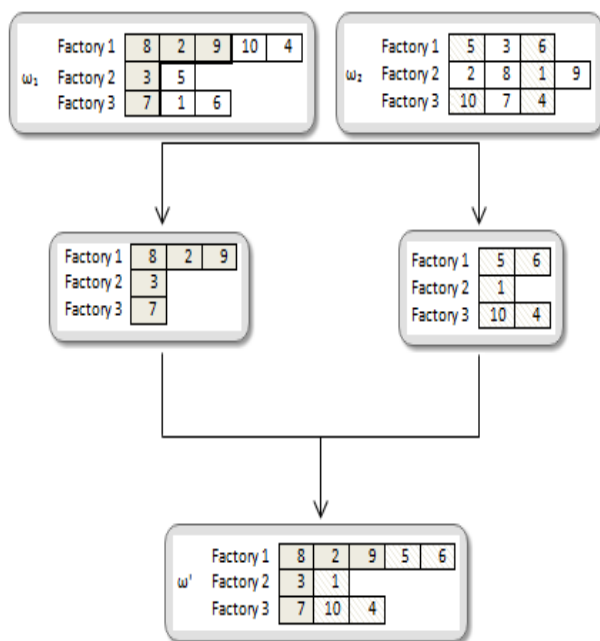 Factory 1 8 2 9 10 4
ω₁ Factory 2 3 5
Factory 3 7 1 6
Factory 1 5 3 6
ω₂ Factory 2 2 8 1 9
Factory 3 10 7 4
Factory 1 8 2 9
Factory 2 3
Factory 3 7
Factory 1 5 6
Factory 2 1
Factory 3 10 4
Factory 1 8 2 9 5 6
ω' Factory 2 3 1
Factory 3 7 10 4